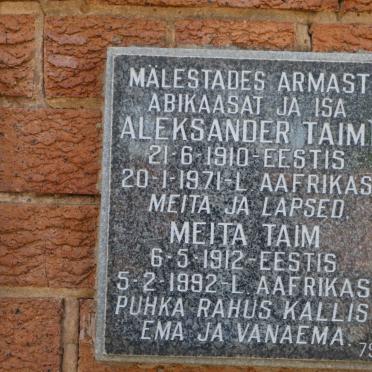 MÄLESTADES ARMAST
ABIKAASAT JA ISA
ALEKSANDER TAIM
21·6·1910-EESTIS
20·1·1971-L AAFRIKAS
MEITA JA LAPSED.
MEITA TAIM
6·5·1912-EESTIS
5·2·1992-L AAFRIKAS
PUHKA RAHUS KALLIS
EMA JA VANAEMA.